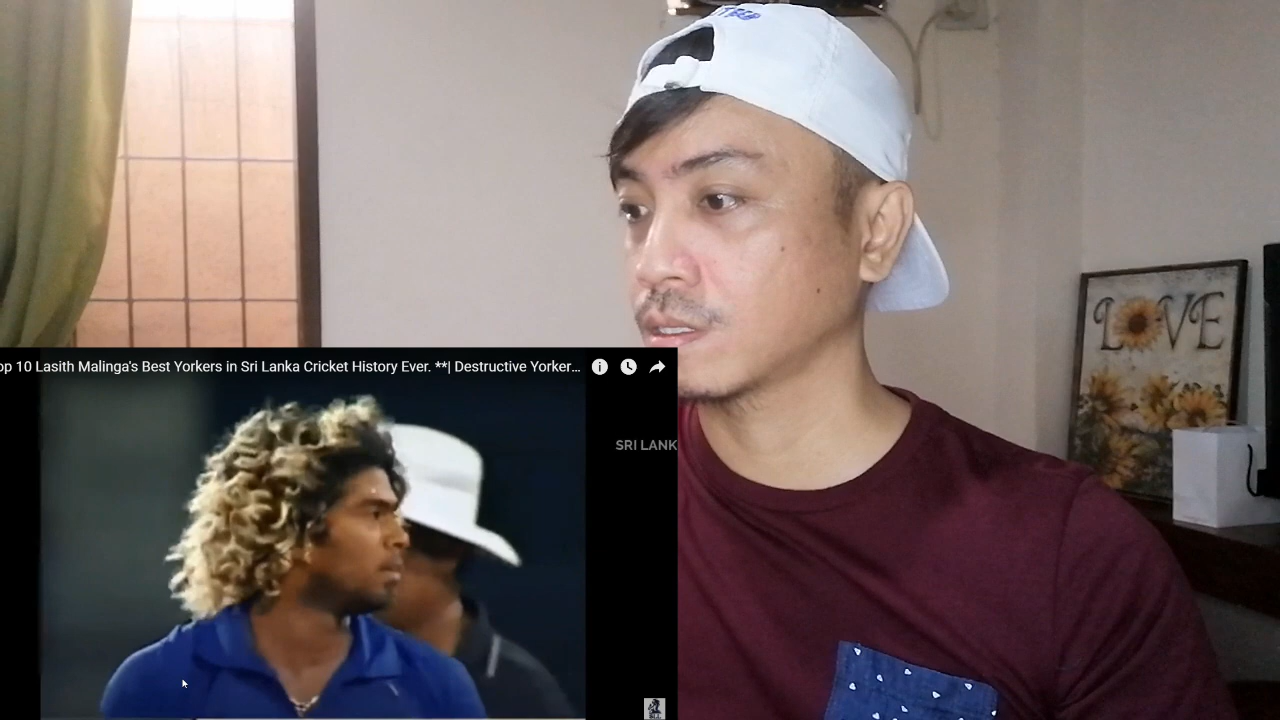 LOVE
op 10 Lasith Malinga's Best Yorkers in Sri Lanka Cricket History Ever. **| Destructive Yorker...
SRI LANK